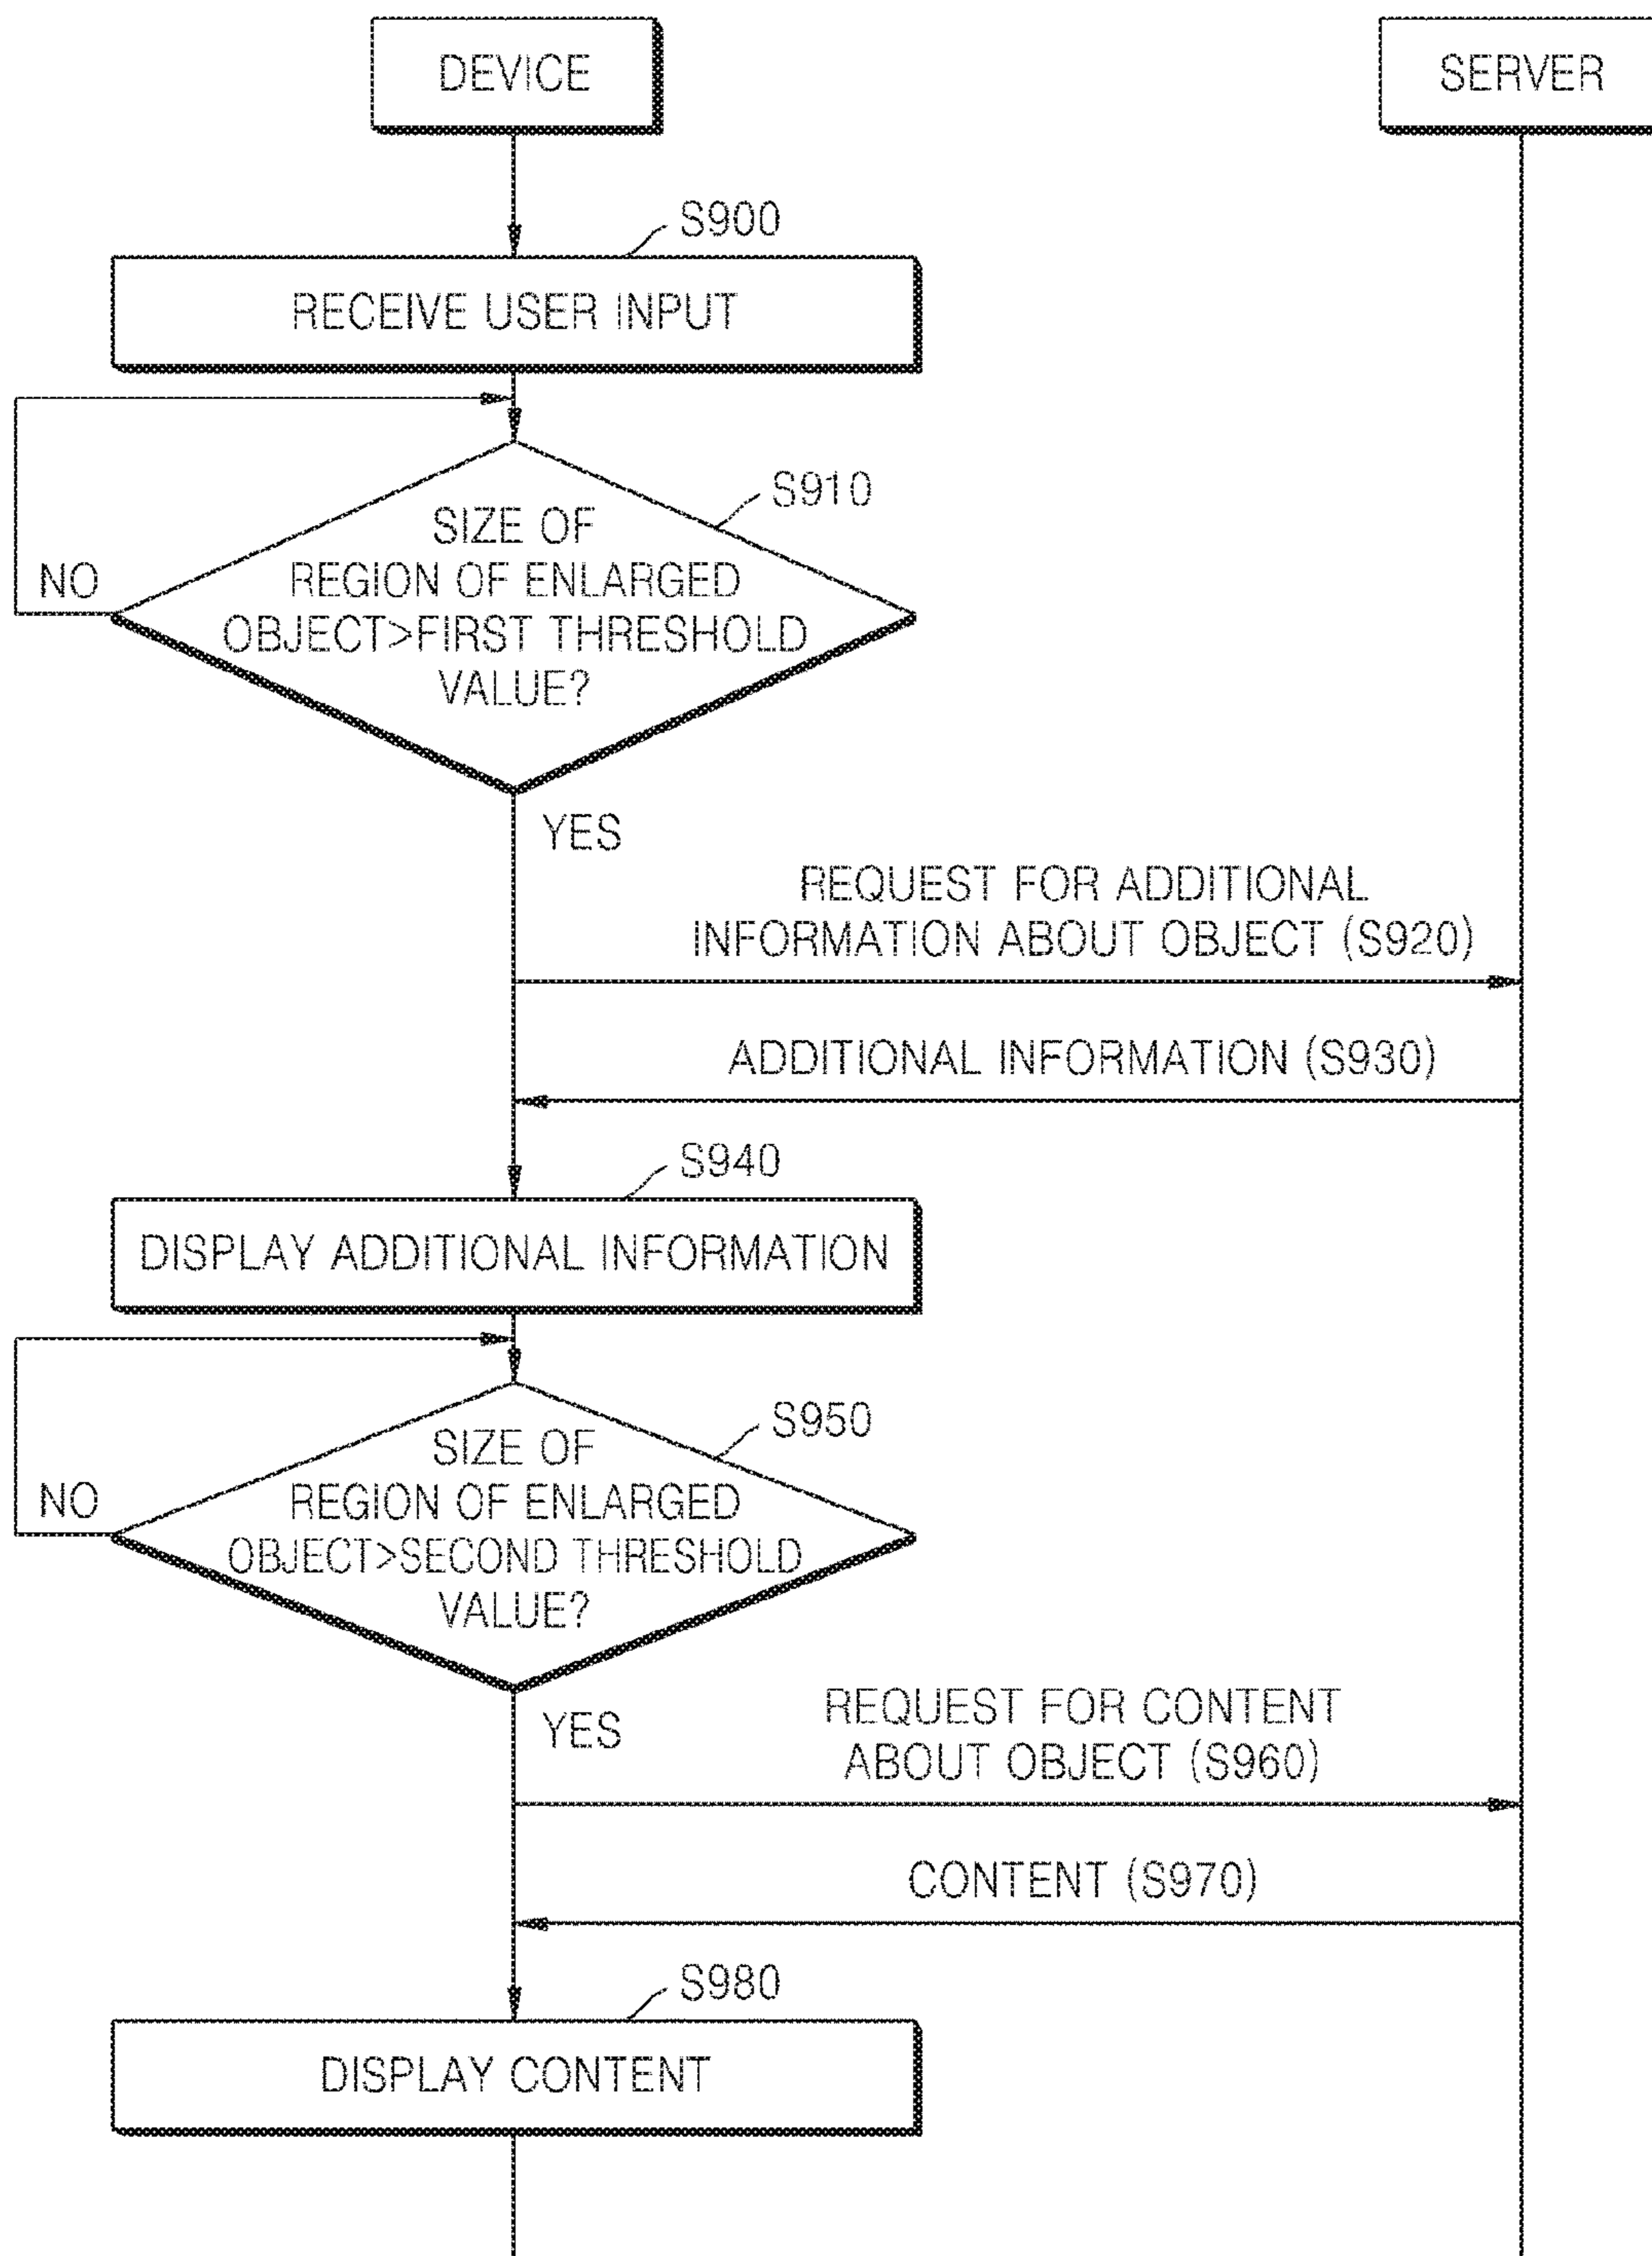 DEVICE
SERVER
S900
RECEIVE USER INPUT
S910
SIZE OF
REGION OF ENLARGED
OBJECT>FIRST THRESHOLD
VALUE?
NO
YES
REQUEST FOR ADDITIONAL
INFORMATION ABOUT OBJECT (S920)
ADDITIONAL INFORMATION (S930)
S940
DISPLAY ADDITIONAL INFORMATION
S950
SIZE OF
REGION OF ENLARGED
OBJECT>SECOND THRESHOLD
VALUE?
NO
YES
REQUEST FOR CONTENT
ABOUT OBJECT (S960)
CONTENT (S970)
S980
DISPLAY CONTENT